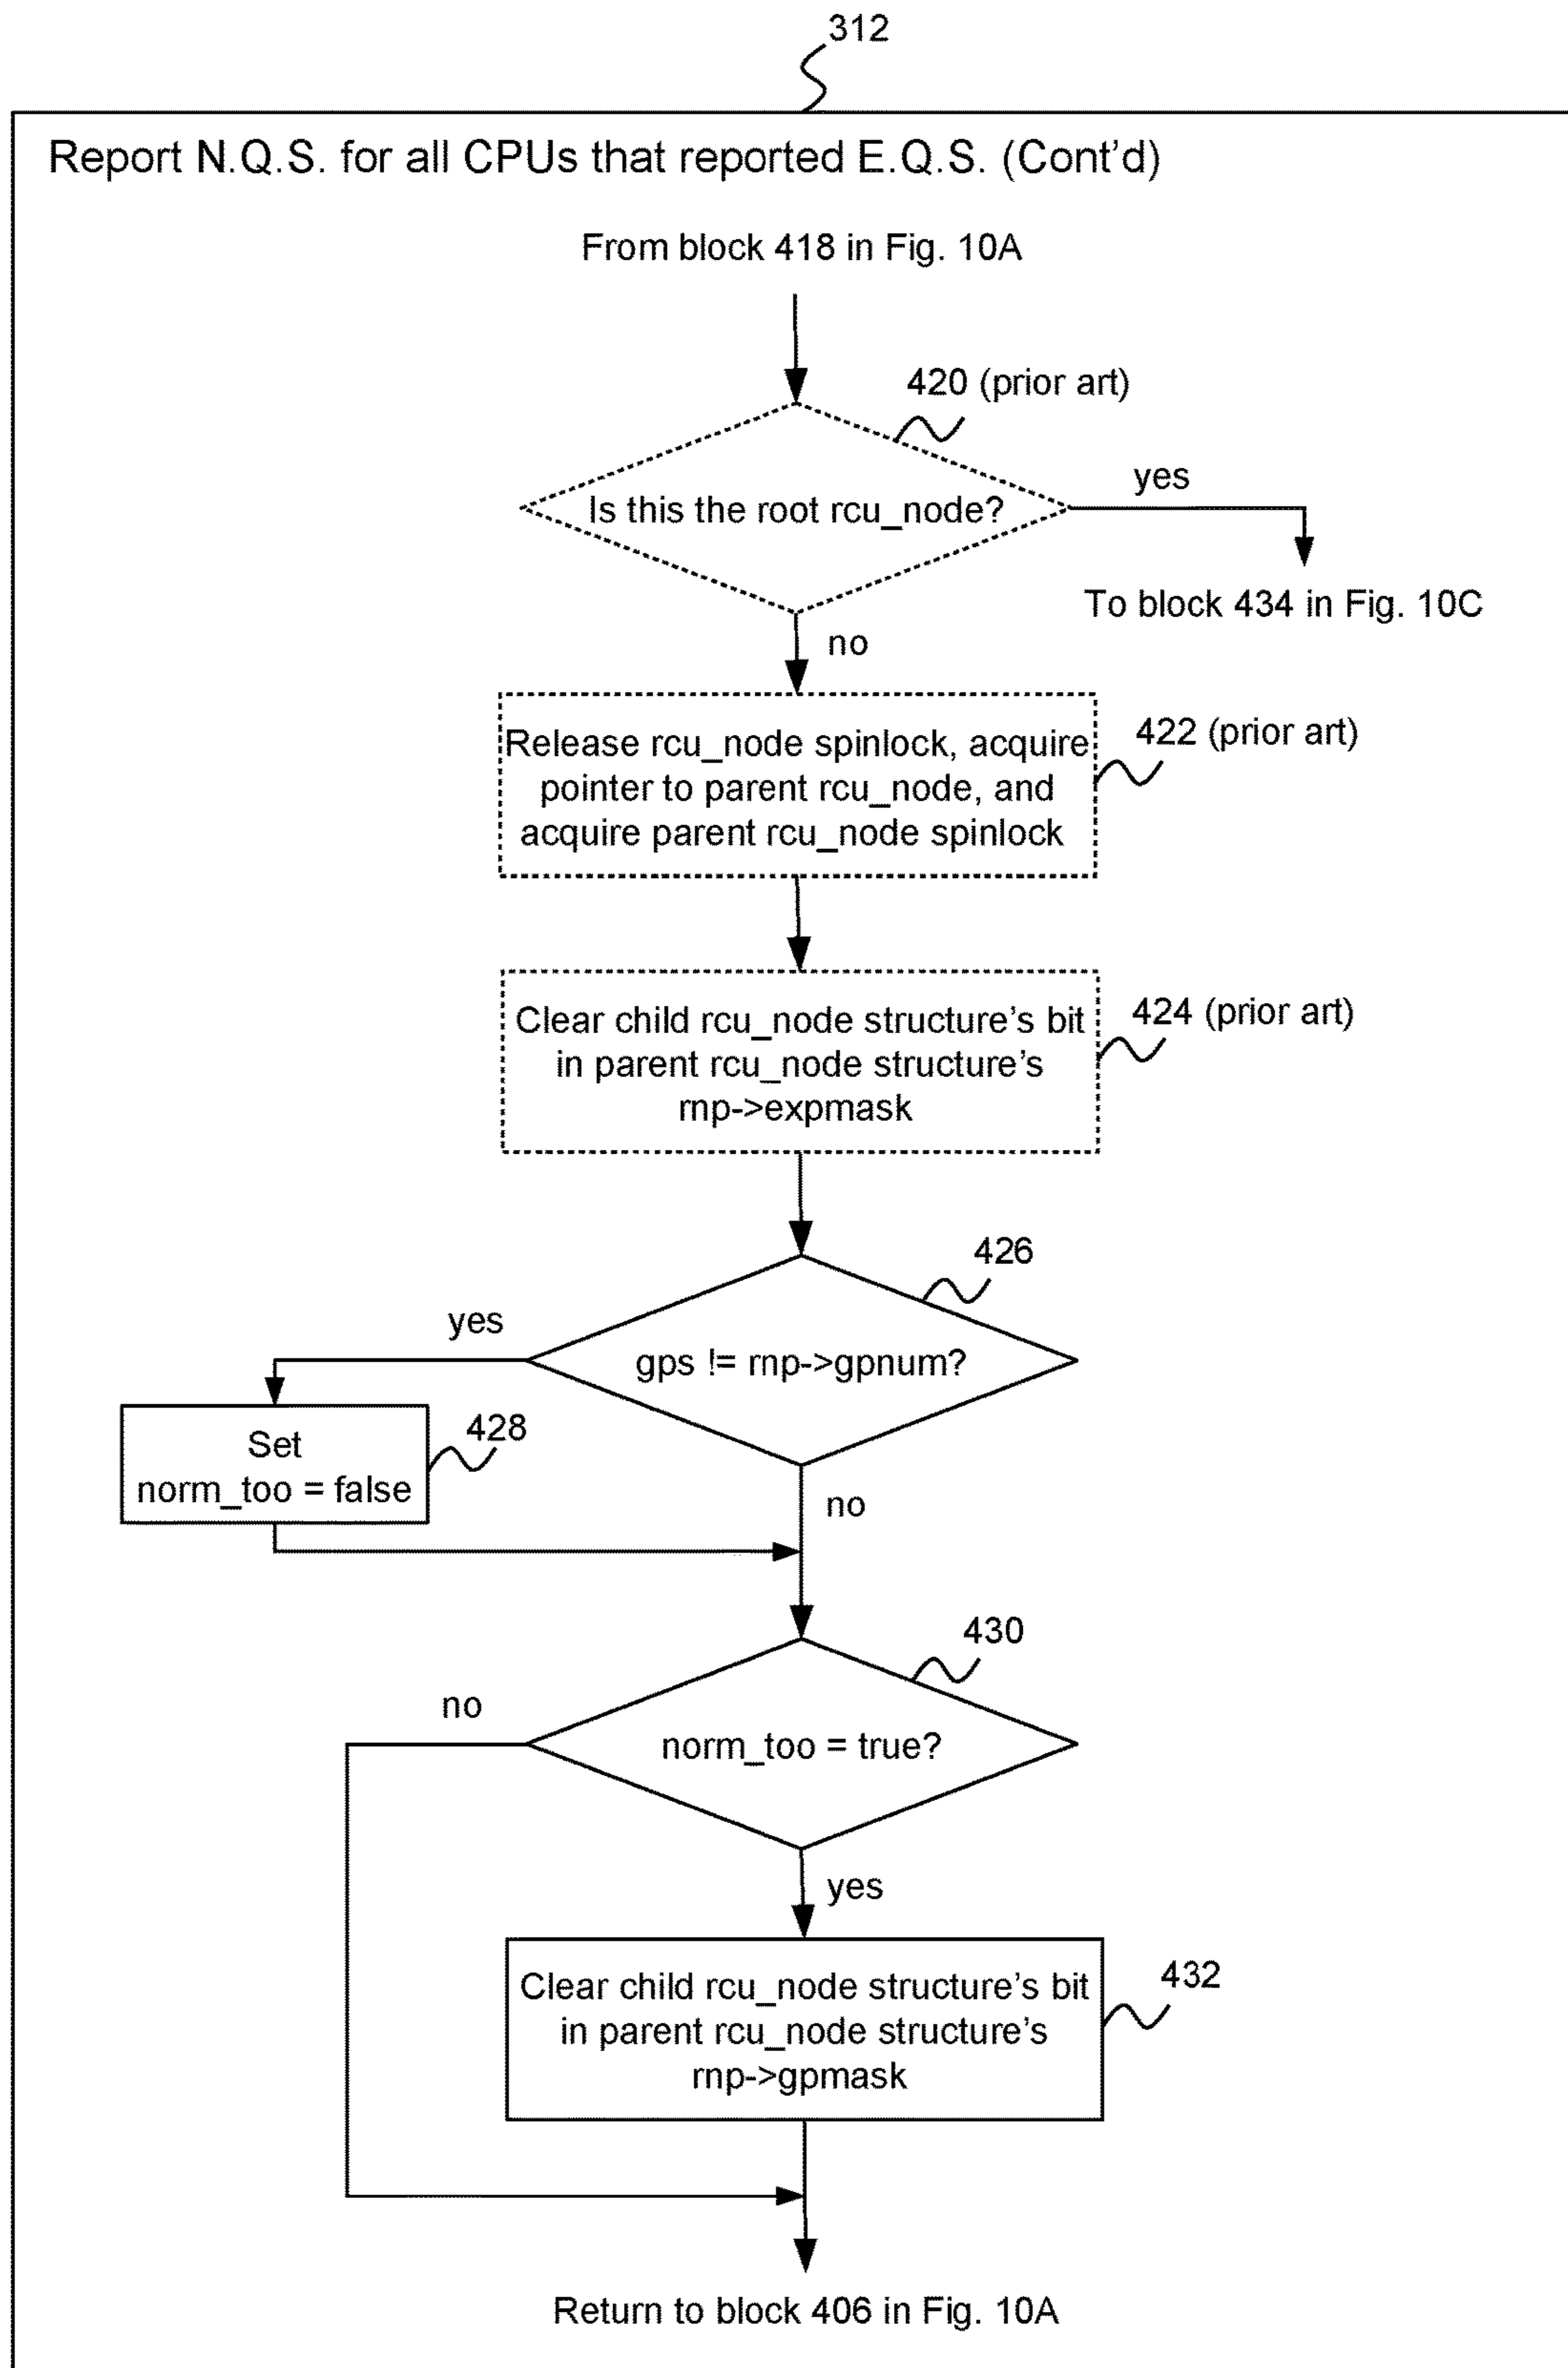 312
Report N.Q.S. for all CPUs that reported E.Q.S. (Cont’d)
From block 418 in Fig. 10A
420 (prior art)
Is this the root rcu_node?
yes
To block 434 in Fig. 10C
no
Release rcu_node spinlock, acquire
pointer to parent rcu_node, and
acquire parent rcu_node spinlock
422 (prior art)
Clear child rcu_node structure’s bit
in parent rcu_node structure’s
rnp->expmask
424 (prior art)
426
yes
gps != rnp->gpnum?
Set
norm_too = false
428
no
430
no
norm_too = true?
yes
Clear child rcu_node structure’s bit
in parent rcu_node structure’s
rnp->gpmask
432
Return to block 406 in Fig. 10A